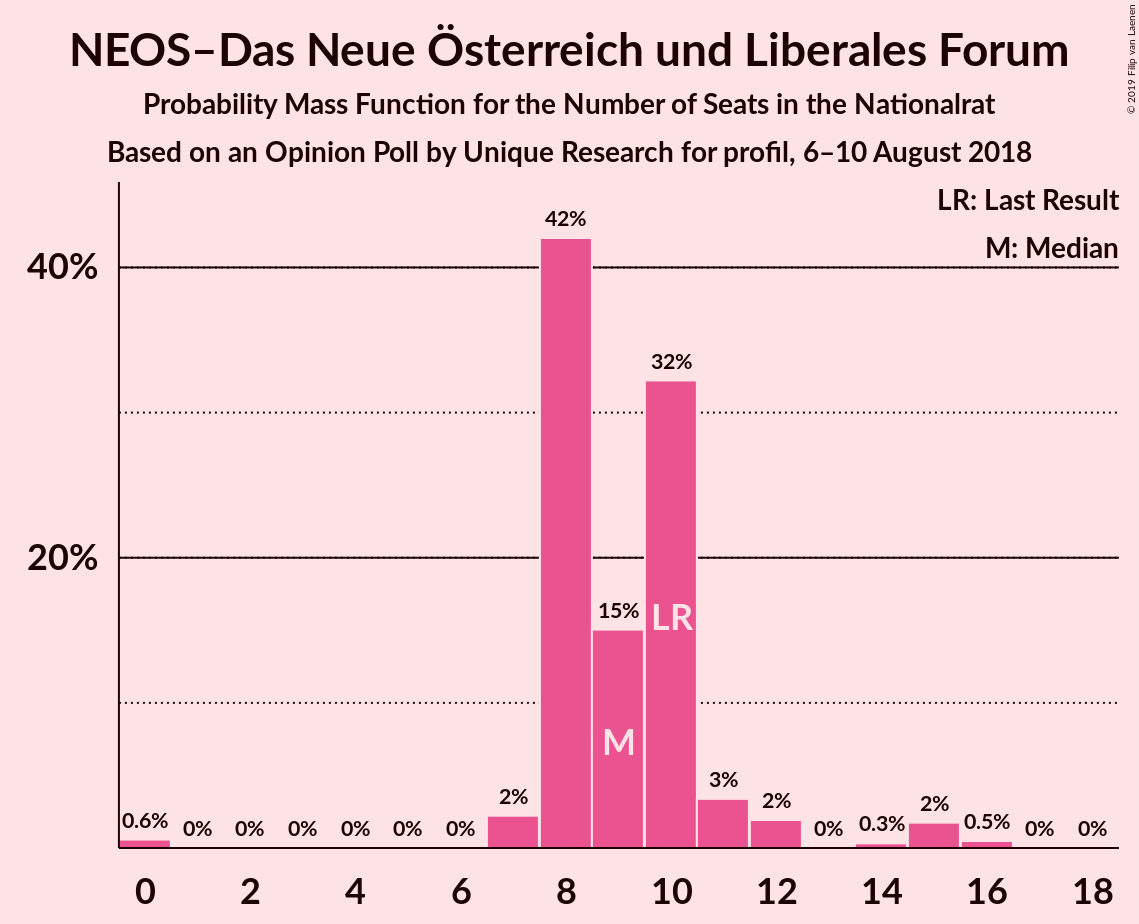 NEOS–Das Neue Österreich und Liberales Forum
Probability Mass Function for the Number of Seats in the Nationalrat
Based on an Opinion Poll by Unique Research for profil, 6–10 August 2018
© 2019 Filip van Laenen
LR: Last Result
M: Median
40%
20%
42%
32%
15%
LR
M
0.6%
0%
0%
0%
0%
0%
0%
2%
3%
2%
0%
0.3%
2%
0.5%
0%
0%
0 2 4 6 8 10 12 14 16 18